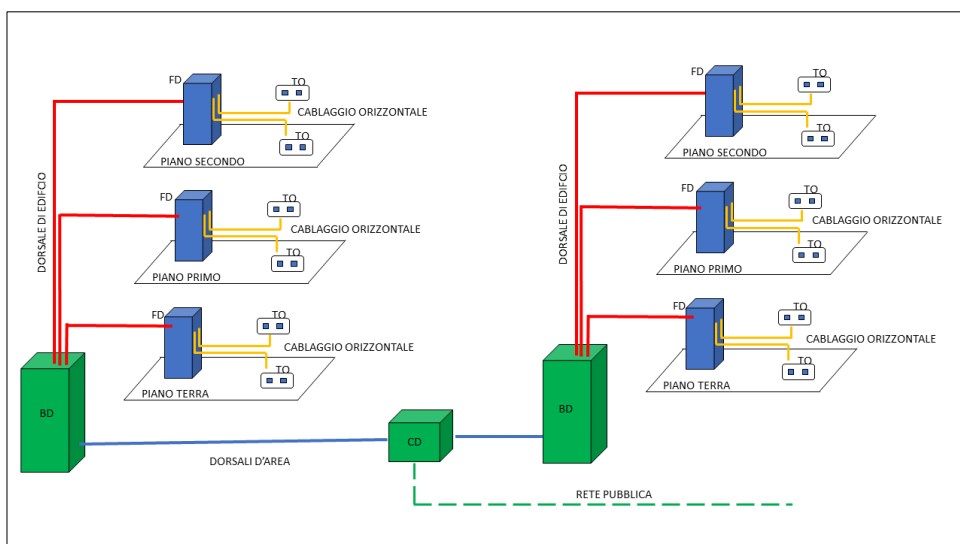 FD
TO
CABLAGGIO ORIZZONTALE
TO
PIANO SECONDO
DORSALE DI EDIFCIO
FD
TO
CABLAGGIO ORIZZONTALE
TO
PIANO PRIMO
FD
TO
CABLAGGIO ORIZZONTALE
TO
PIANO TERRA
BD
DORSALI D'AREA
CD
RETE PUBBLICA
FD
TO
CABLAGGIO ORIZZONTALE
TO
PIANO SECONDO
DORSALE DI EDIFCIO
FD
TO
CABLAGGIO ORIZZONTALE
TO
PIANO PRIMO
FD
TO
CABLAGGIO ORIZZONTALE
TO
PIANO TERRA
BD